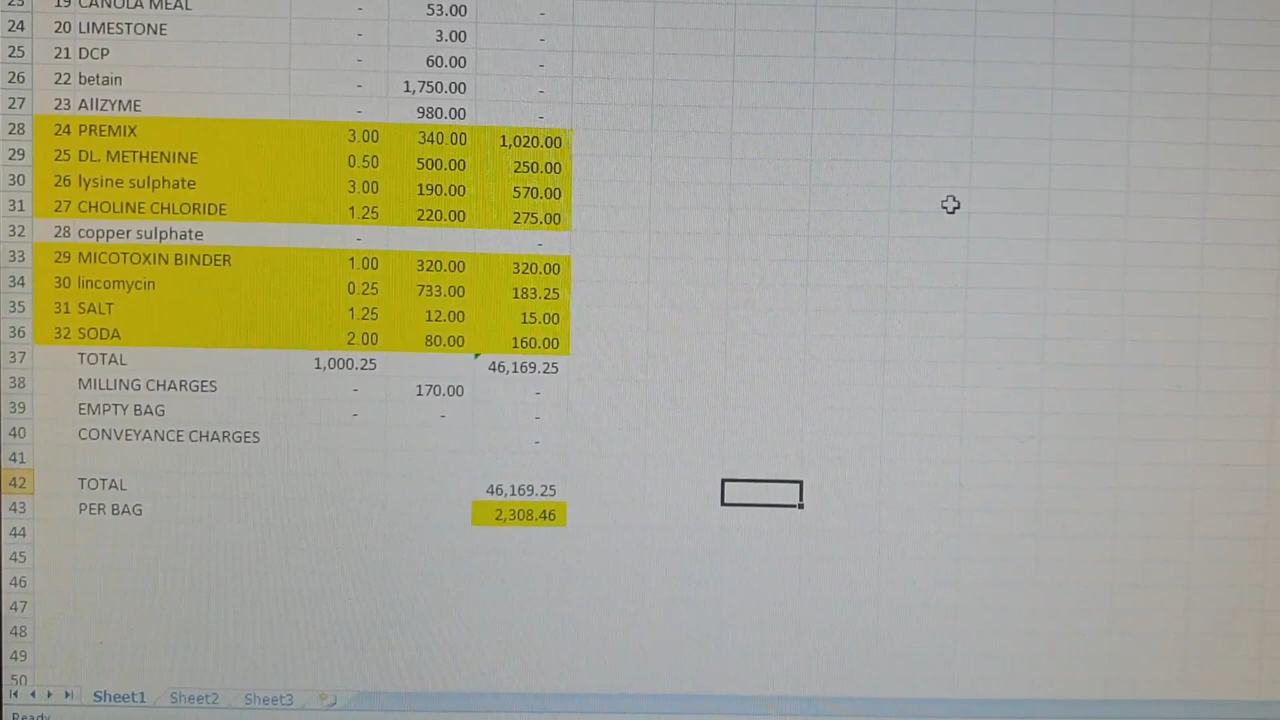 23 19 CANOLA MEAL - 53.00 -
24 20 LIMESTONE - 3.00 -
25 21 DCP - 60.00 -
26 22 betain - 1,750.00 -
27 23 AllZYME - 980.00 -
28 24 PREMIX 3.00 340.00 1,020.00
29 25 DL. METHENINE 0.50 500.00 250.00
30 26 lysine sulphate 3.00 190.00 570.00
31 27 CHOLINE CHLORIDE 1.25 220.00 275.00
32 28 copper sulphate - -
33 29 MICOTOXIN BINDER 1.00 320.00 320.00
34 30 lincomycin 0.25 733.00 183.25
35 31 SALT 1.25 12.00 15.00
36 32 SODA 2.00 80.00 160.00
37 TOTAL 1,000.25 46,169.25
38 MILLING CHARGES - 170.00 -
39 EMPTY BAG - - -
40 CONVEYANCE CHARGES -
41
42 TOTAL 46,169.25
43 PER BAG 2,308.46
44
45
46
47
48
49
50
Sheet1 Sheet2 Sheet3
Ready